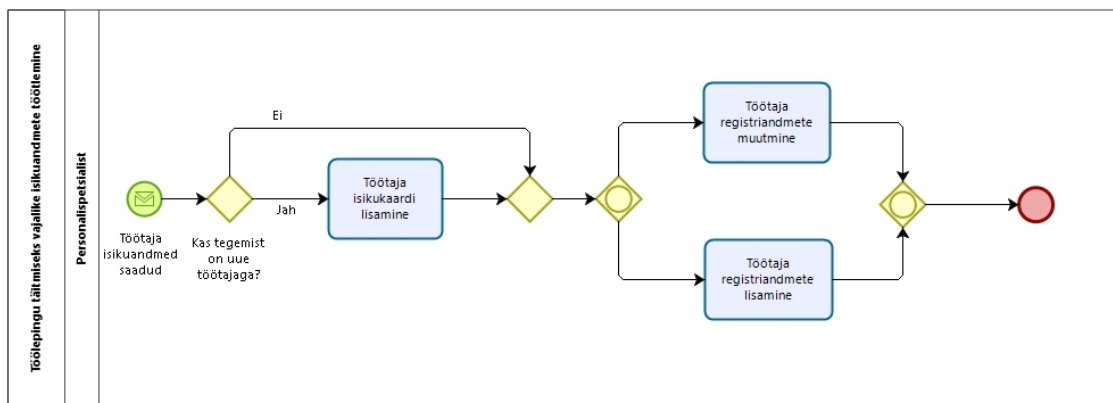 Töölepingu täitmiseks vajalike isikuandmete töötlemine
Personalispetsialist
Töötaja
isikuandmed
saadud
Kas tegemist
on uue
töötajaga?
Ei
Jah
Töötaja
isikukaardi
lisamine
Töötaja
registriandmete
muutmine
Töötaja
registriandmete
lisamine